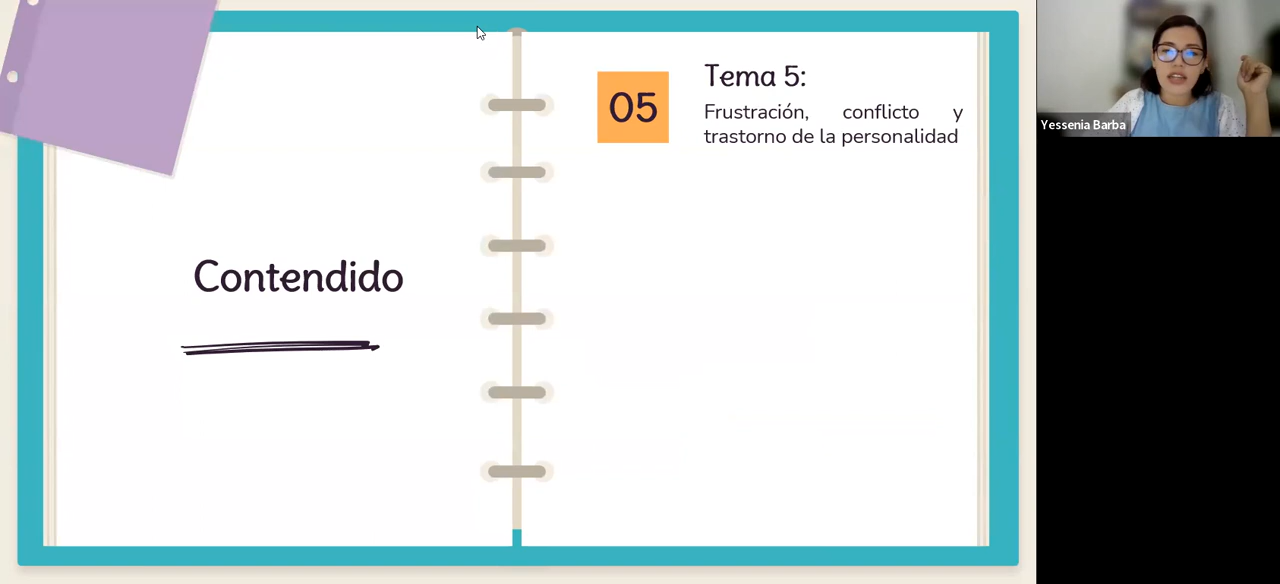 Contendido
05
Tema 5:
Frustración, conflicto y
trastorno de la personalidad
Yessenia Barba